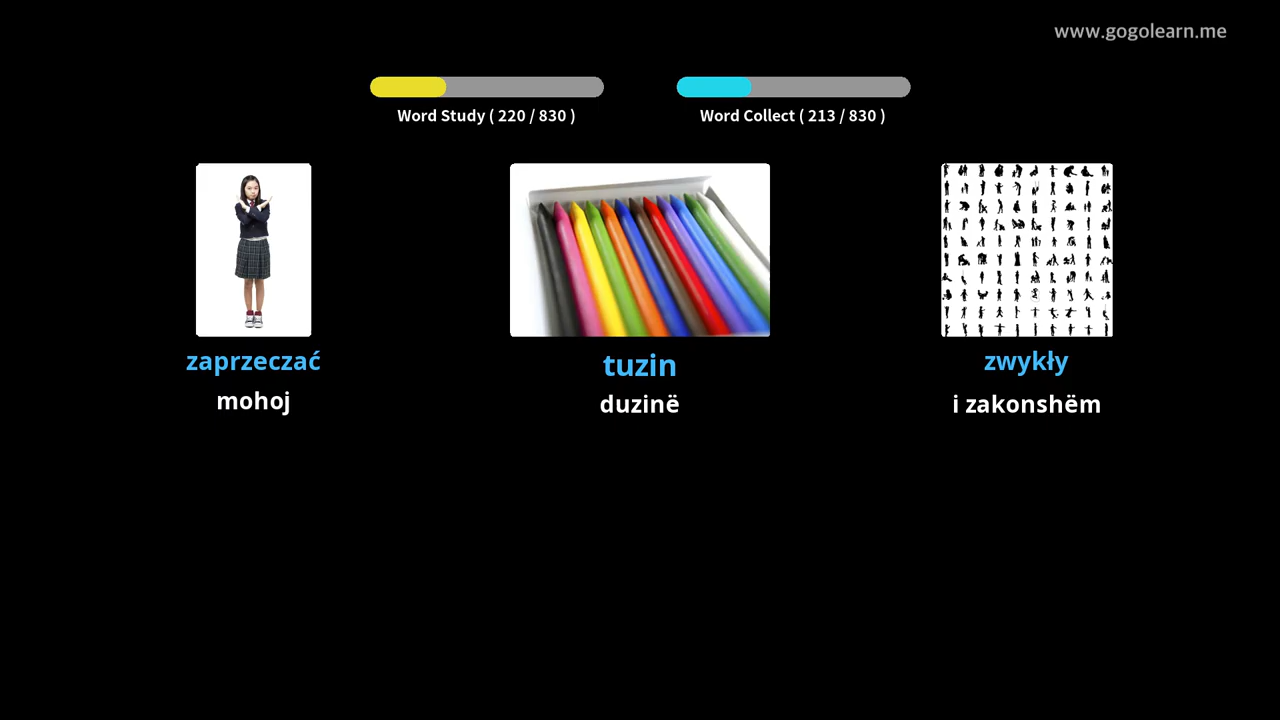 www.gogolearn.me
Word Study ( 220 / 830 )
Word Collect ( 213 / 830 )
zaprzeczać
mohoj
tuzin
duzinë
zwykły
i zakonshëm